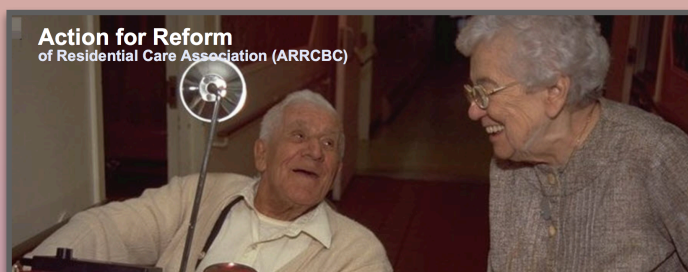 Action for Reform
of Residential Care Association (ARRCBC)